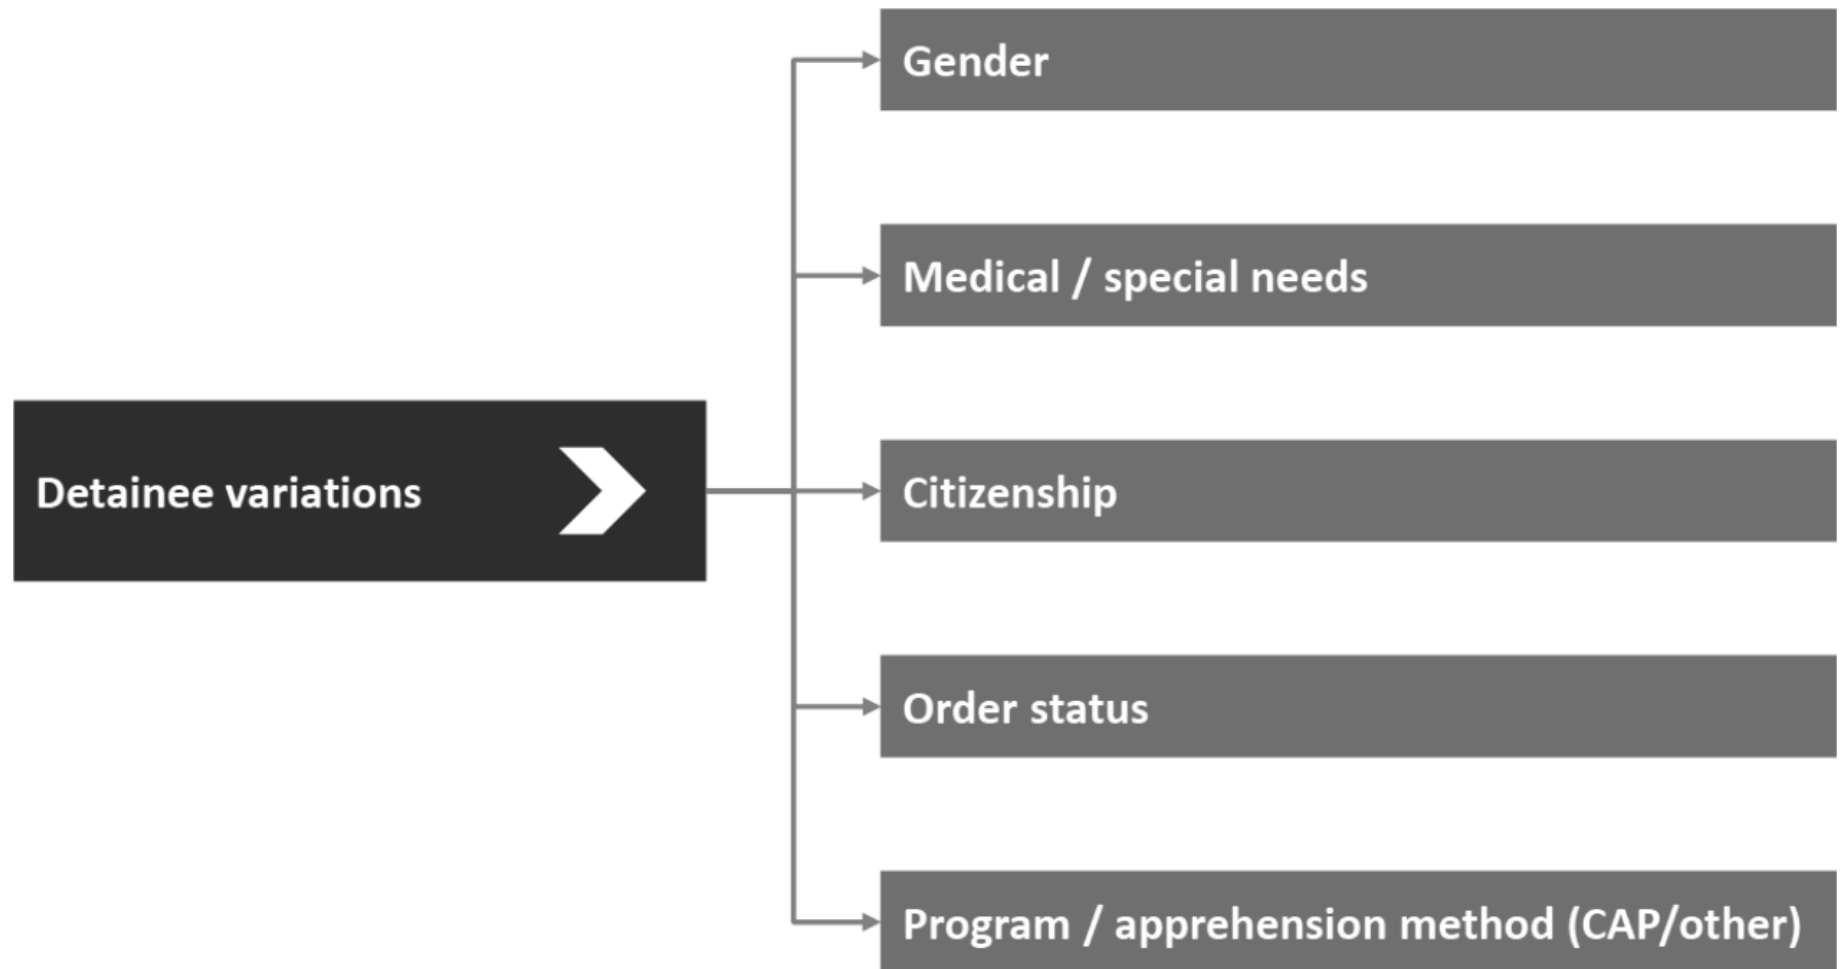 Gender
Medical / special needs
Detainee variations
Citizenship
Order status
Program / apprehension method (CAP/other)